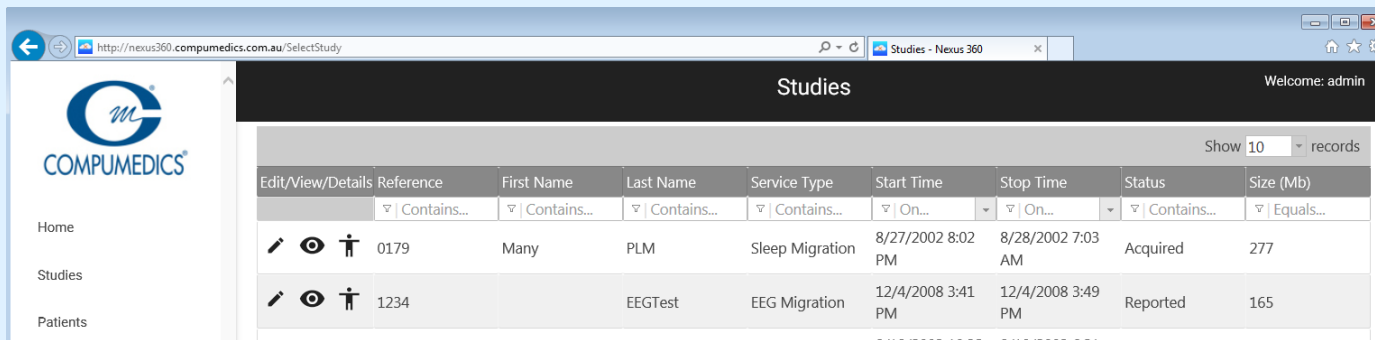 http://nexus360.compumedics.com.au/SelectStudy
Studies - Nexus 360
Studies
Welcome: admin
m
COMPUMEDICS®
Home
Studies
Patients
Show 10 records
Edit/View/Details Reference First Name Last Name Service Type Start Time Stop Time Status Size (Mb)
Contains... Contains... Contains... Contains... On... On... Contains... Equals...
0179 Many PLM Sleep Migration 8/27/2002 8:02 PM 8/28/2002 7:03 AM Acquired 277
1234 EEGTest EEG Migration 12/4/2008 3:41 PM 12/4/2008 3:49 PM Reported 165